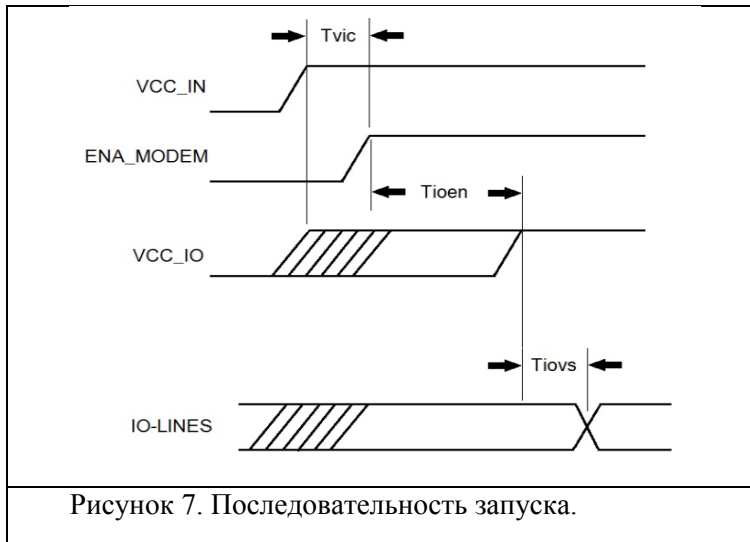 Tvic
VCC_IN
ENA_MODEM
Tioen
VCC_IO
Tiovs
IO-LINES
Рисунок 7. Последовательность запуска.